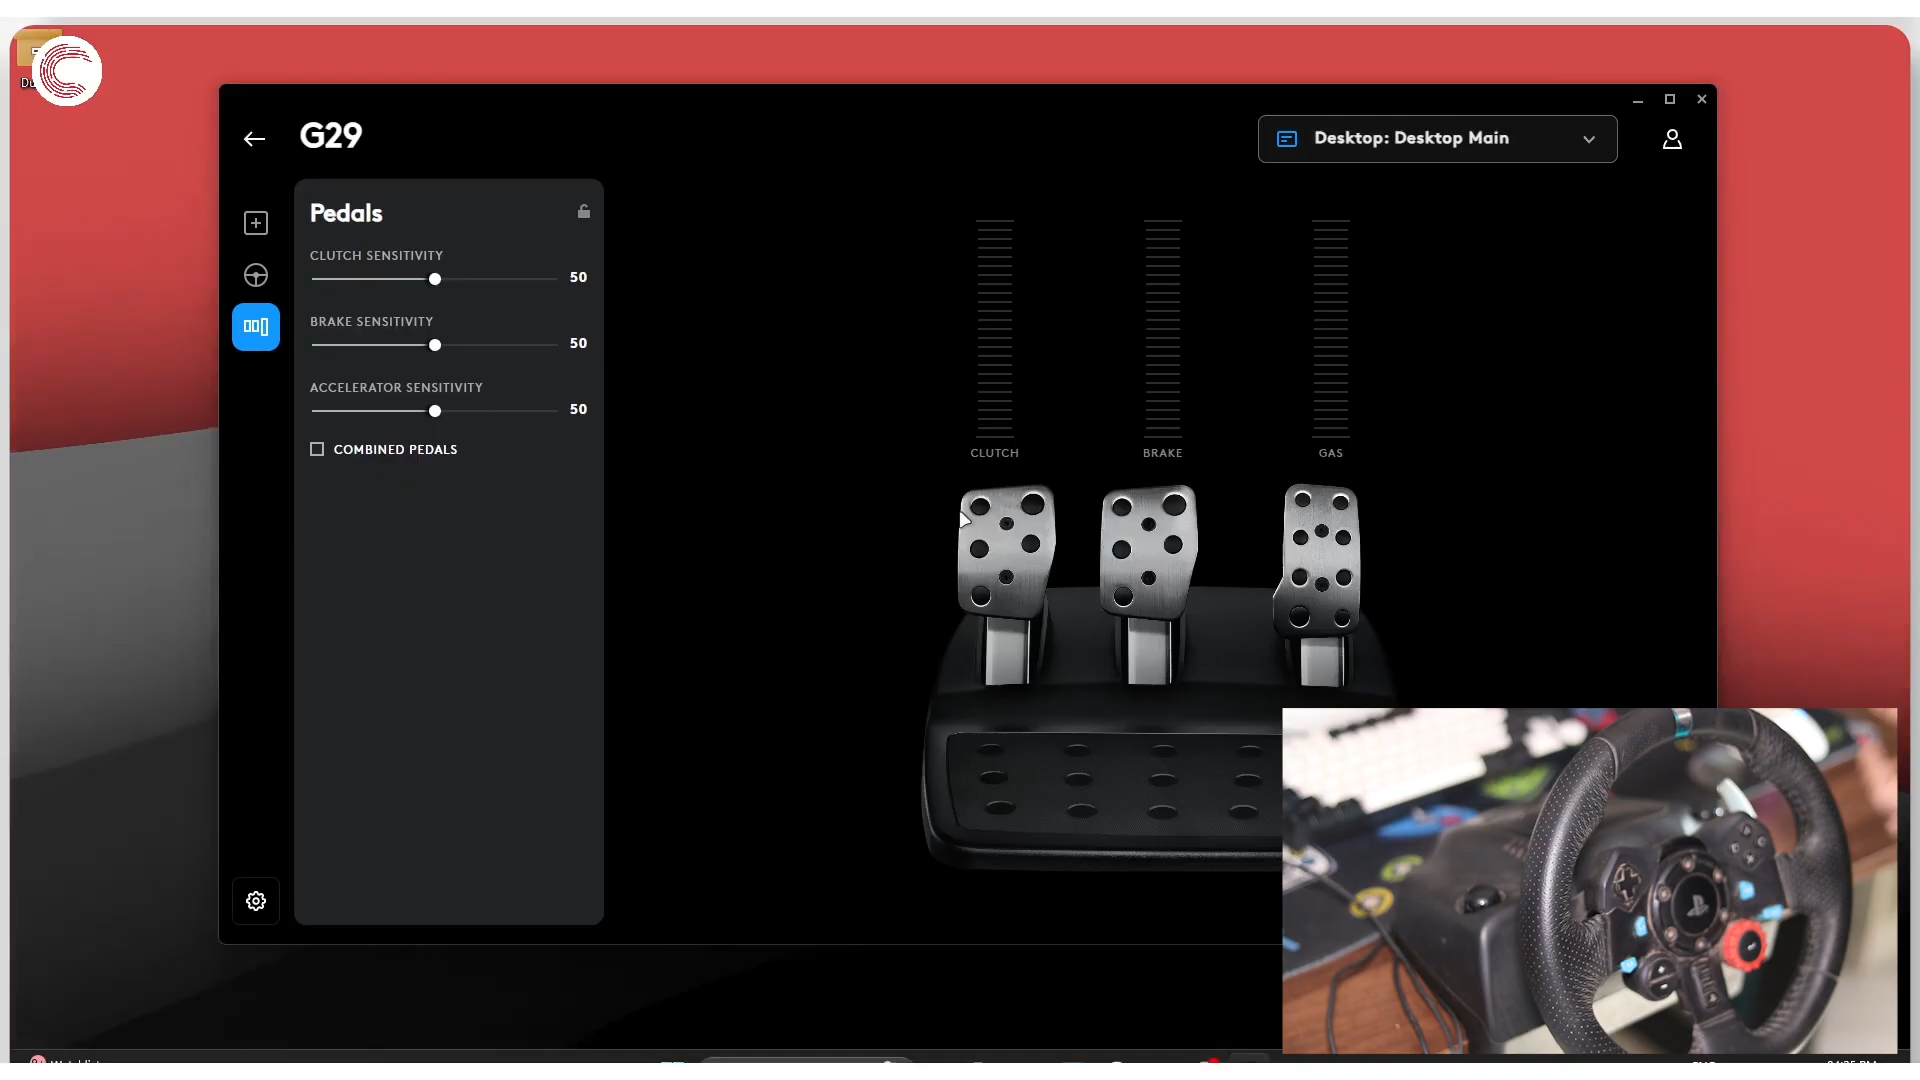 G29
Desktop: Desktop Main
Pedals
CLUTCH SENSITIVITY
50
BRAKE SENSITIVITY
50
ACCELERATOR SENSITIVITY
50
COMBINED PEDALS
CLUTCH
BRAKE
GAS